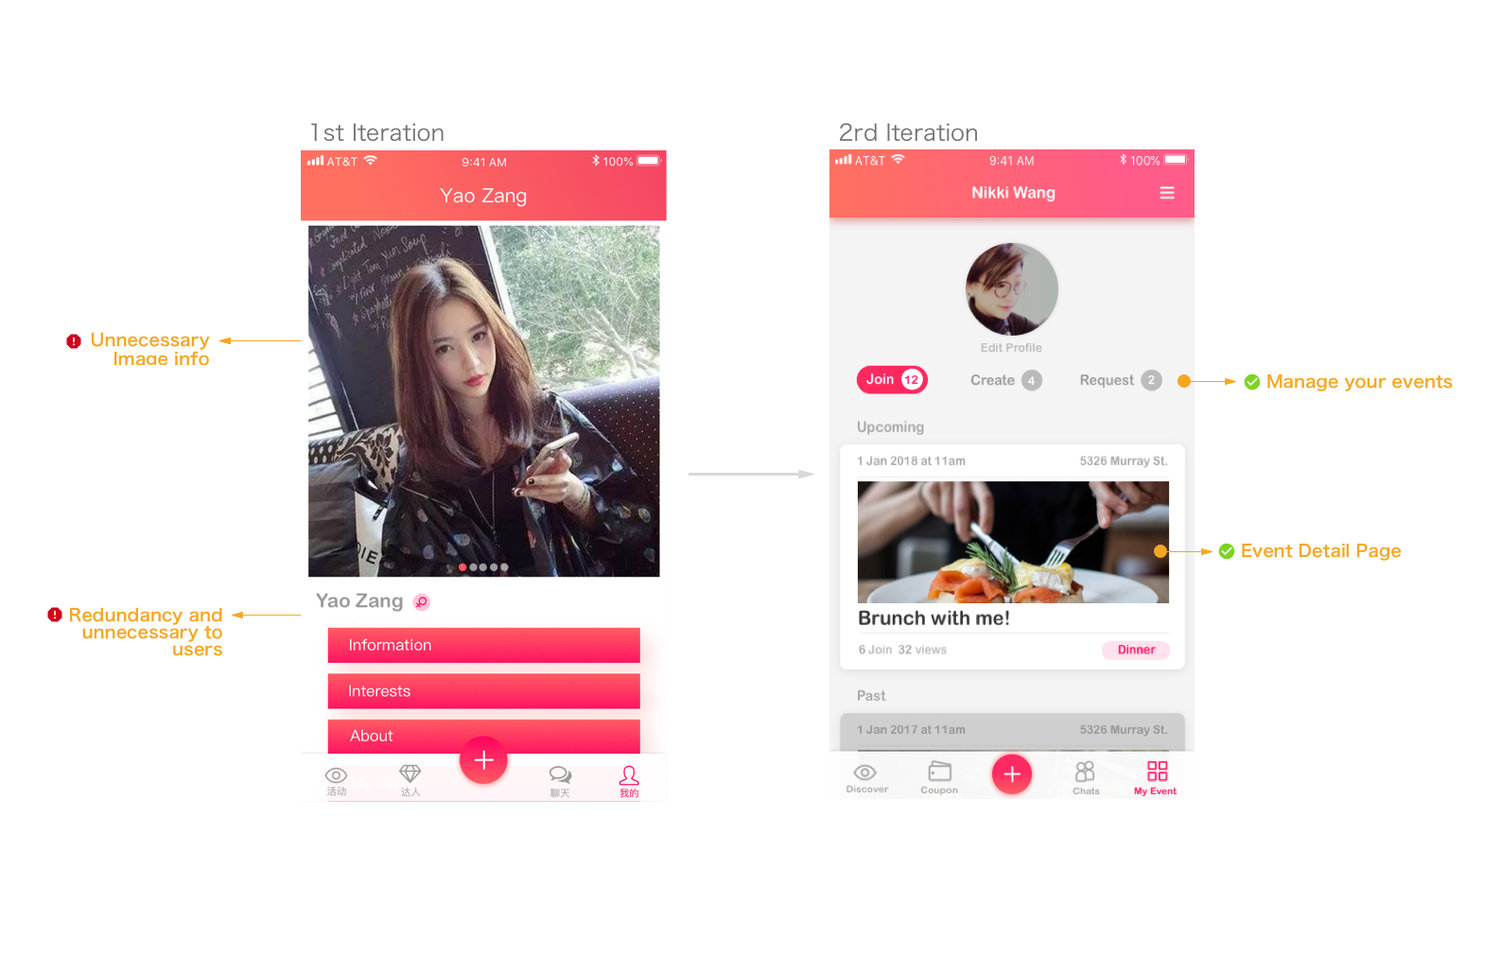 1st Iteration
AT&T 9:41 AM 100%
Yao Zang
Unnecessary
Image info
Yao Zang
Redundancy and
unnecessary to
users
Information
Interests
About
活动
达人
聊天
我的
2rd Iteration
AT&T 9:41 AM 100%
Nikki Wang
Edit Profile
Join 12 Create 4 Request 2
Manage your events
Upcoming
1 Jan 2018 at 11am 5326 Murray St.
Event Detail Page
Brunch with me!
6 Join 32 views Dinner
Past
1 Jan 2017 at 11am 5326 Murray St.
Discover Coupon Chats My Event